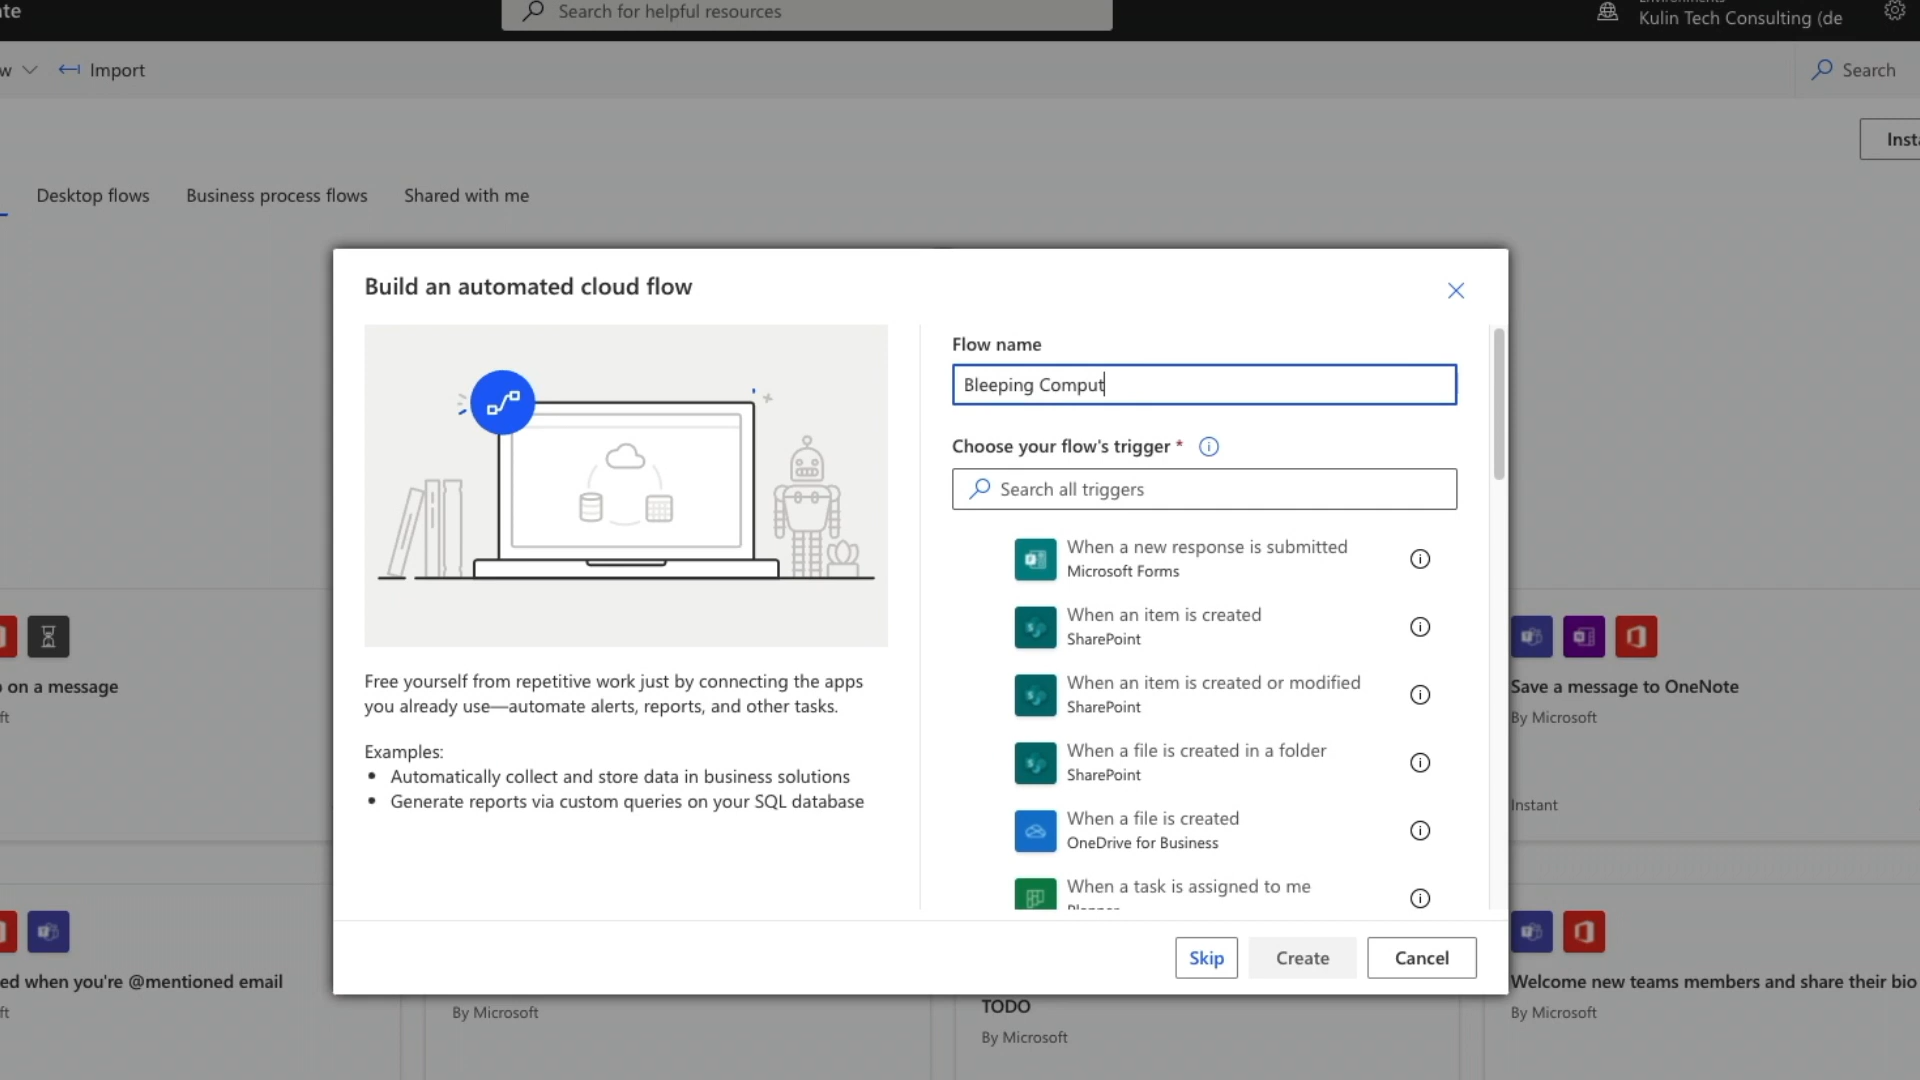 te
Search for helpful resources
Kulin Tech Consulting (de
w
Import
Search
Inst
Desktop flows
Business process flows
Shared with me
Build an automated cloud flow
Flow name
Bleeping Comput
Choose your flow's trigger *
Search all triggers
When a new response is submitted
Microsoft Forms
When an item is created
SharePoint
When an item is created or modified
SharePoint
When a file is created in a folder
SharePoint
When a file is created
OneDrive for Business
When a task is assigned to me
Free yourself from repetitive work just by connecting the apps
you already use—automate alerts, reports, and other tasks.
Examples:
• Automatically collect and store data in business solutions
• Generate reports via custom queries on your SQL database
Skip
Create
Cancel
on a message
ft
Save a message to OneNote
By Microsoft
Instant
ed when you're @mentioned email
ft
By Microsoft
TODO
By Microsoft
Welcome new teams members and share their bio
By Microsoft